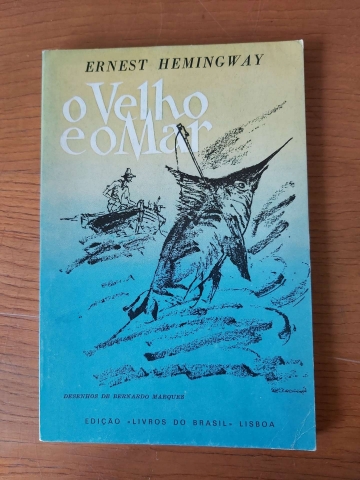 ERNEST HEMINGWAY
o Velho
e o Mar
DESENHOS DE BERNARDO MARQUES
EDIÇÃO «LIVROS DO BRASIL» LISBOA